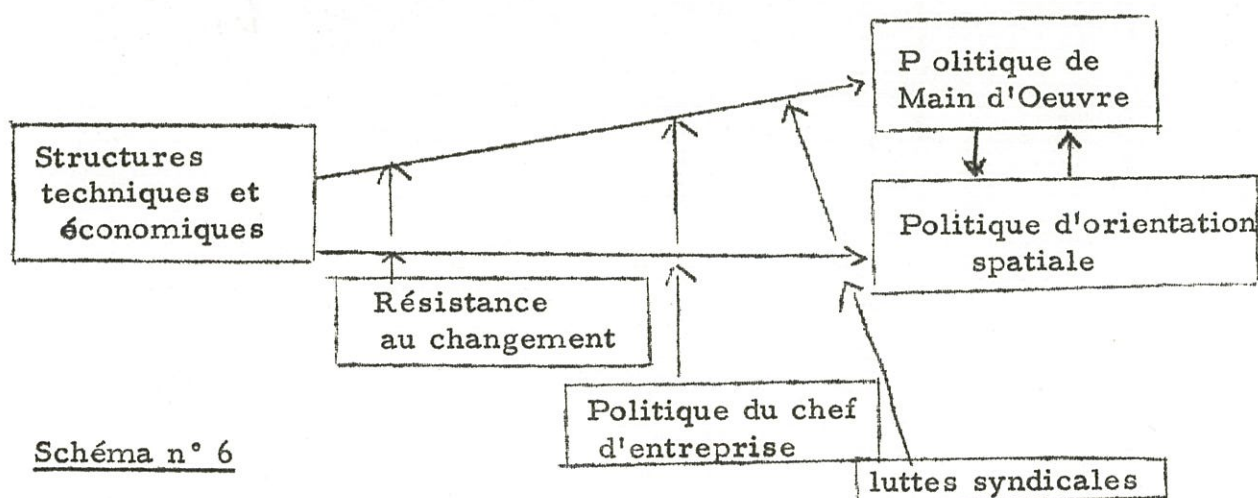 P olitique de
Main d'Oeuvre
Structures
techniques et
économiques
Politique d'orientation
spatiale
Résistance
au changement
Politique du chef
d'entreprise
Schéma n° 6
luttes syndicales